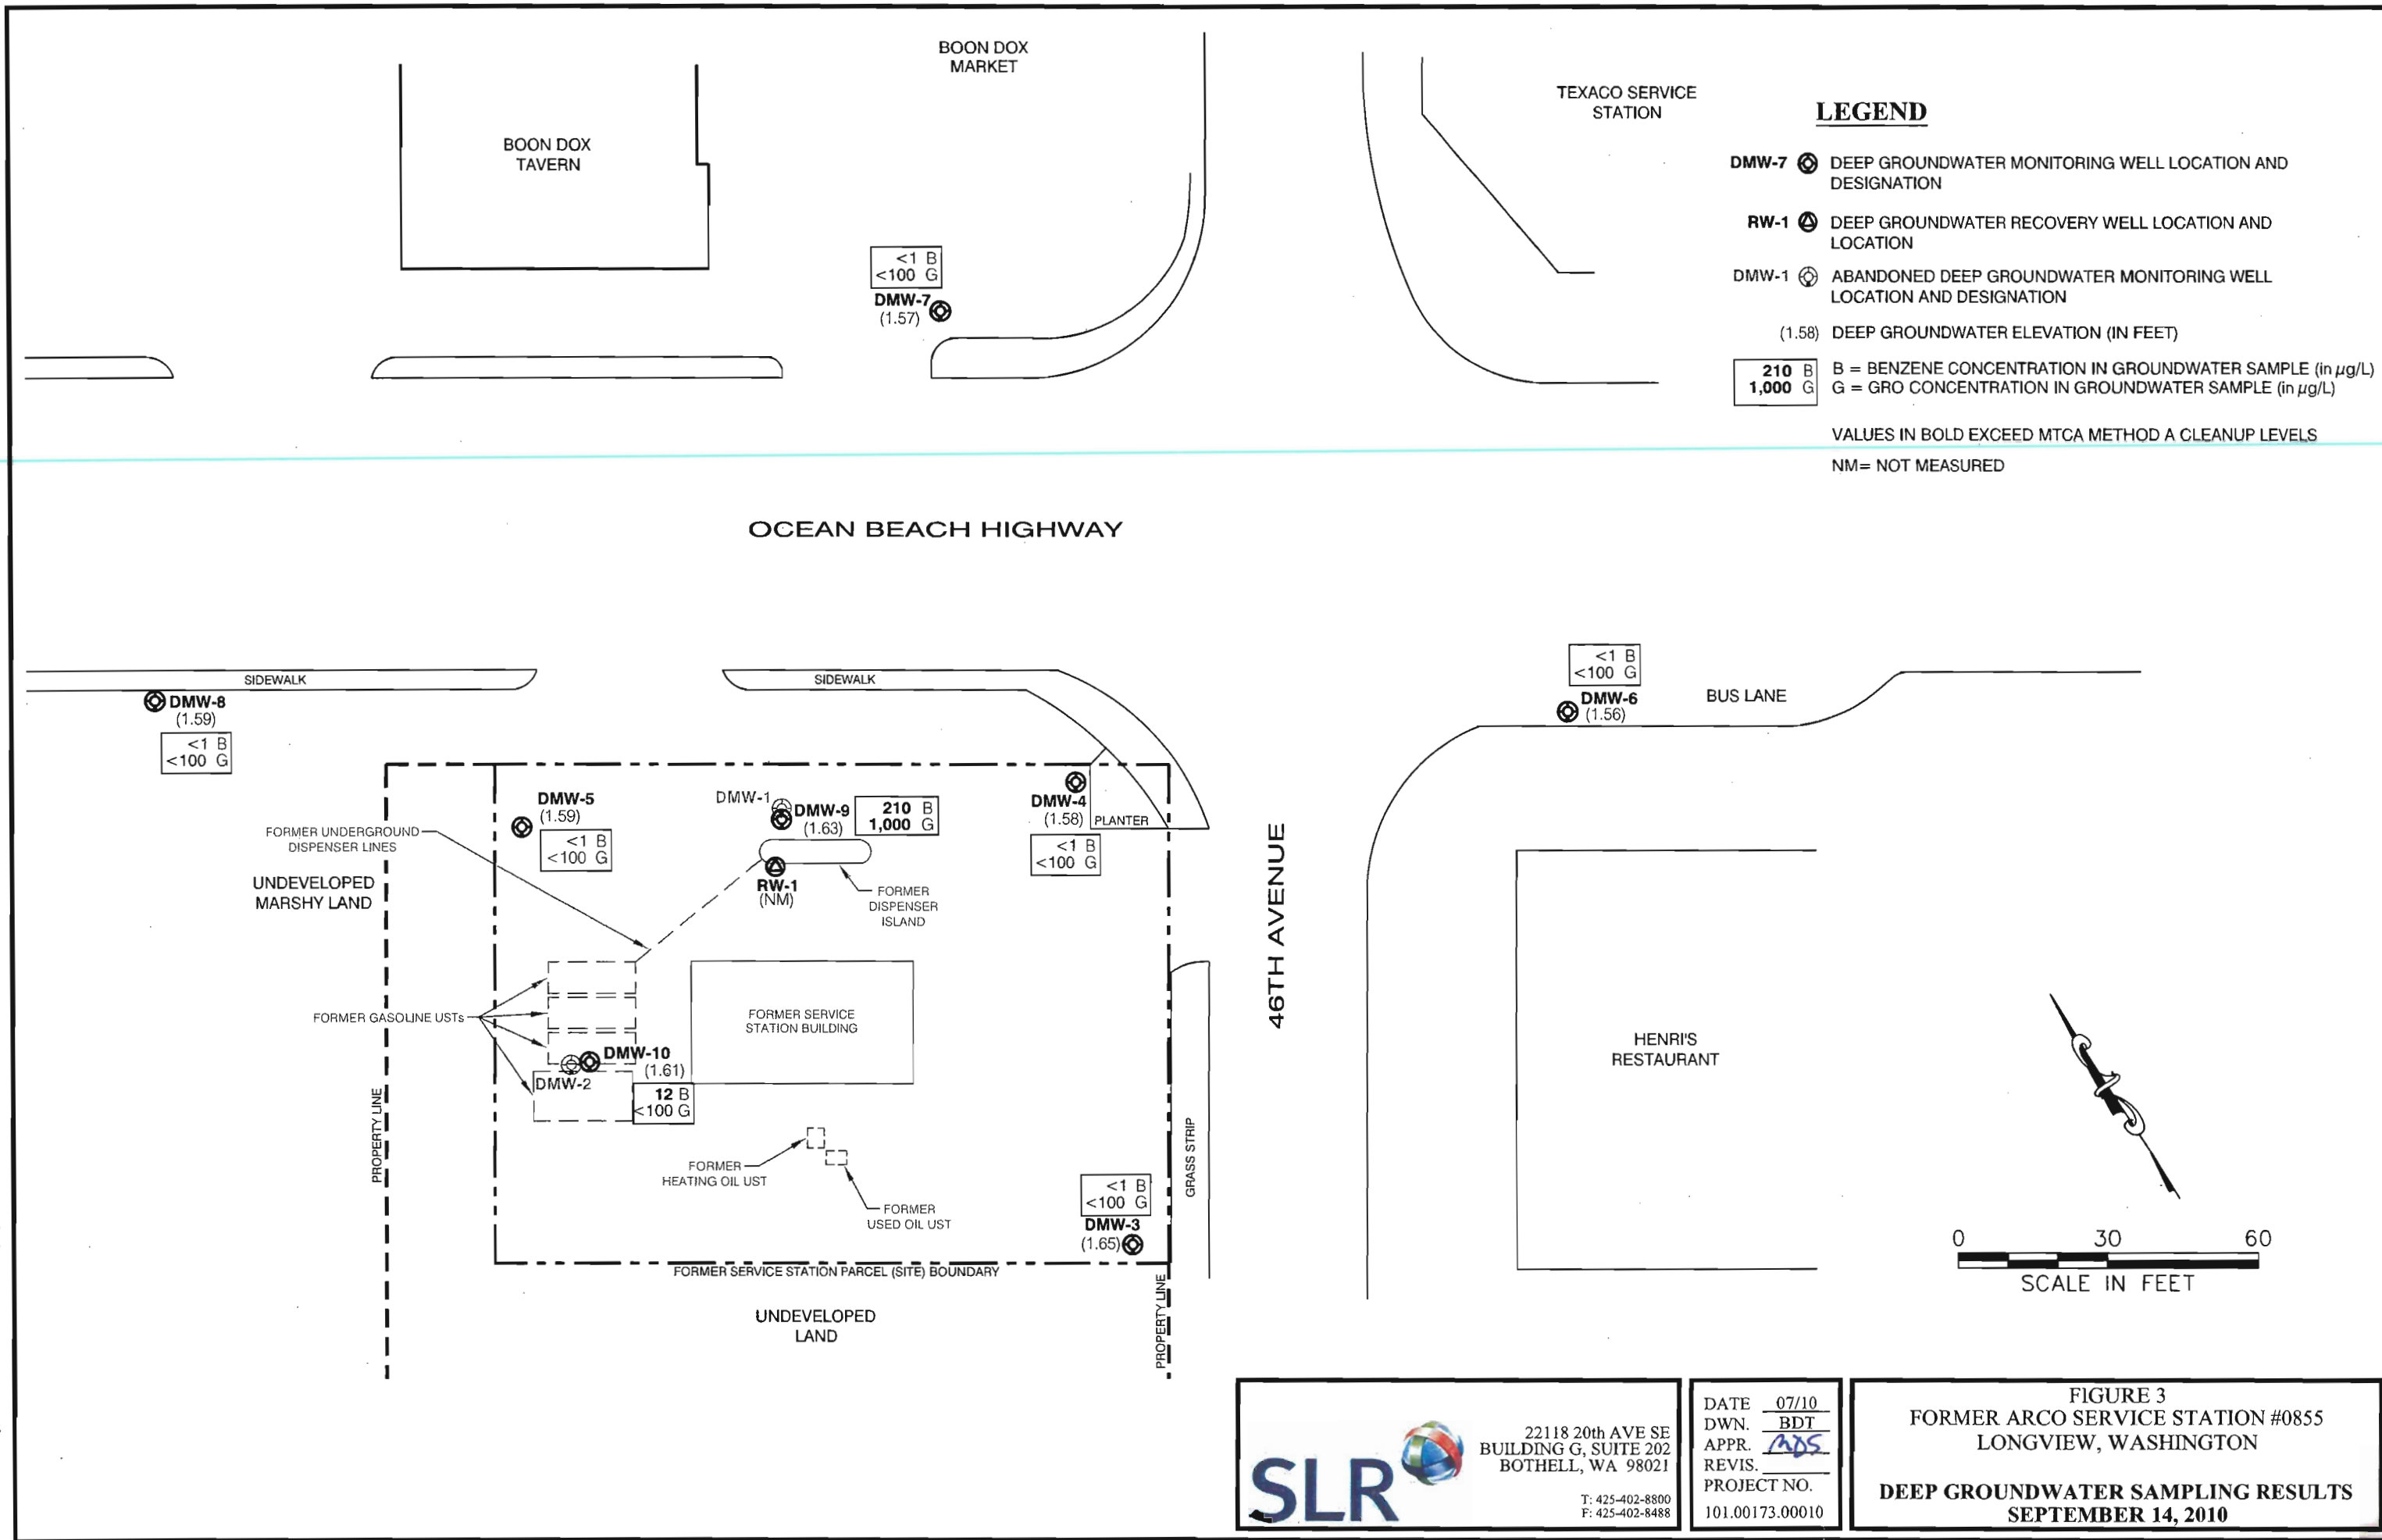 BOON DOX
MARKET
BOON DOX
TAVERN
TEXACO SERVICE
STATION
LEGEND
DMW-7 DEEP GROUNDWATER MONITORING WELL LOCATION AND
DESIGNATION
RW-1 DEEP GROUNDWATER RECOVERY WELL LOCATION AND
LOCATION
DMW-1 ABANDONED DEEP GROUNDWATER MONITORING WELL
LOCATION AND DESIGNATION
(1.58) DEEP GROUNDWATER ELEVATION (IN FEET)
210 B B = BENZENE CONCENTRATION IN GROUNDWATER SAMPLE (in µg/L)
1,000 G G = GRO CONCENTRATION IN GROUNDWATER SAMPLE (in µg/L)
VALUES IN BOLD EXCEED MTCA METHOD A CLEANUP LEVELS
NM= NOT MEASURED
<1 B
<100 G
DMW-7
(1.57)
OCEAN BEACH HIGHWAY
SIDEWALK
SIDEWALK
DMW-8
(1.59)
<1 B
<100 G
<1 B
<100 G
DMW-6
(1.56)
BUS LANE
DMW-5
(1.59)
<1 B
<100 G
DMW-1
DMW-9
(1.63)
210 B
1,000 G
DMW-4
(1.58)
PLANTER
<1 B
<100 G
FORMER UNDERGROUND
DISPENSER LINES
UNDEVELOPED
MARSHY LAND
RW-1
(NM)
FORMER
DISPENSER
ISLAND
46TH AVENUE
FORMER GASOLINE USTs
FORMER SERVICE
STATION BUILDING
DMW-10
(1.61)
DMW-2
12 B
<100 G
HENRI'S
RESTAURANT
PROPERTY LINE
FORMER
HEATING OIL UST
FORMER
USED OIL UST
GRASS STRIP
<1 B
<100 G
DMW-3
(1.65)
FORMER SERVICE STATION PARCEL (SITE) BOUNDARY
PROPERTY LINE
UNDEVELOPED
LAND
0 30 60
SCALE IN FEET
SLR
22118 20th AVE SE
BUILDING G, SUITE 202
BOTHELL, WA 98021
T: 425-402-8800
F: 425-402-8488
DATE 07/10
DWN. BDT
APPR. MDS
REVIS.
PROJECT NO.
101.00173.00010
FIGURE 3
FORMER ARCO SERVICE STATION #0855
LONGVIEW, WASHINGTON
DEEP GROUNDWATER SAMPLING RESULTS
SEPTEMBER 14, 2010